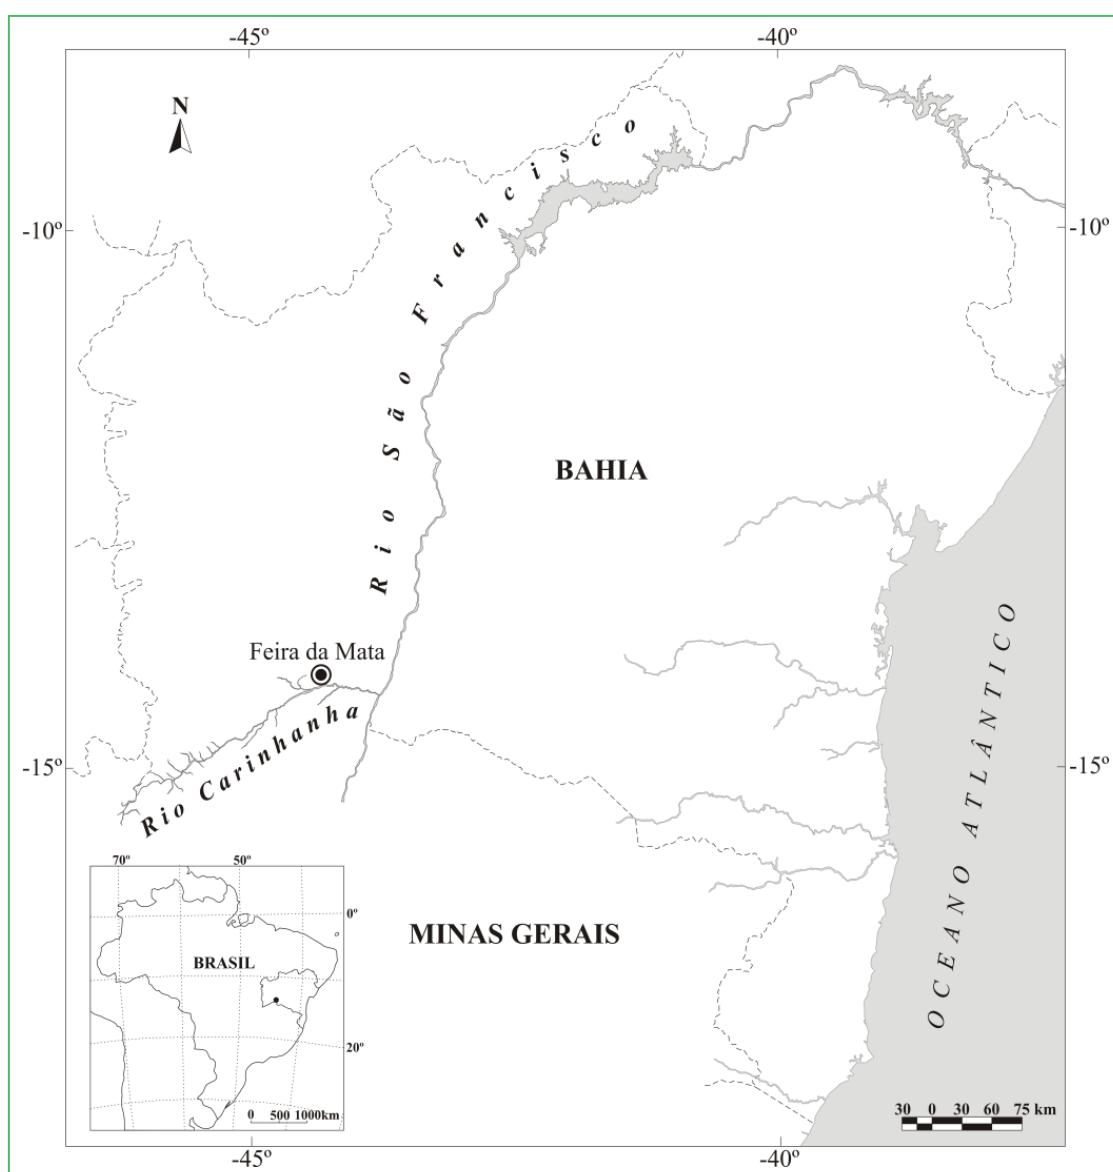 -45º
-40º
N
Rio São Francisco
-10º
-10º
BAHIA
Feira da Mata
Rio Carinhanha
OCEANO ATLÂNTICO
-15º
-15º
MINAS GERAIS
70º
50º
0º
BRASIL
20º
0 500 1000km
30 0 30 60 75 km
-45º
-40º